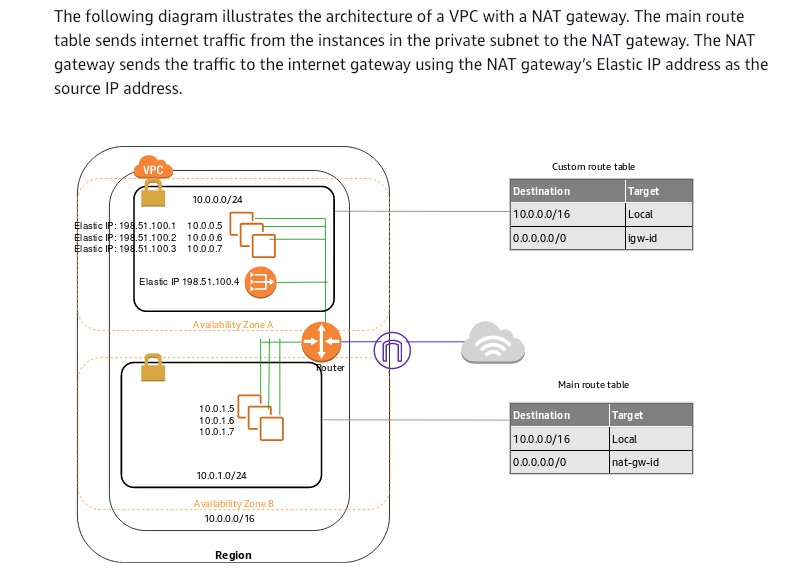 The following diagram illustrates the architecture of a VPC with a NAT gateway. The main route
table sends internet traffic from the instances in the private subnet to the NAT gateway. The NAT
gateway sends the traffic to the internet gateway using the NAT gateway's Elastic IP address as the
source IP address.
VPC
10.0.0.0/24
Elastic IP: 198.51.100.1 10.0.0.5
Elastic IP: 198.51.100.2 10.0.0.6
Elastic IP: 198.51.100.3 10.0.0.7
Elastic IP 198.51.100.4
Availability Zone A
Router
10.0.1.5
10.0.1.6
10.0.1.7
10.0.1.0/24
Availability Zone B
10.0.0.0/16
Region
Custom route table
Destination Target
10.0.0.0/16 Local
0.0.0.0.0/0 igw-id
Main route table
Destination Target
10.0.0.0/16 Local
0.0.0.0.0/0 nat-gw-id